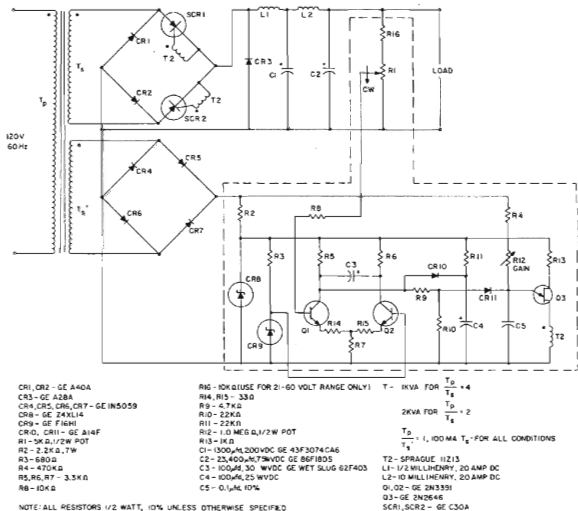 SCR1
L1
L2
R16
CR1
T2
CR3
C1
C2
R1
CW
LOAD
Tp
Ts
CR2
T2
SCR 2
120V
60Hz
CR4
CR5
R8
Ts'
CR6
CR7
R2
R4
R3
R5
C3
R6
R11
CR10
R12
GAIN
R13
CR8
R9
CR11
Q3
Q1
R14
R15
Q2
R10
C4
C5
T2
CR9
R7
CR1, CR2 - GE A40A
CR3 - GE A28A
CR4, CR5, CR6, CR7 - GE IN5059
CR8 - GE Z4XL14
CR9 - GE F16H1
CR10, CR11 - GE A14F
R1 - 5KΩ, 1/2W POT
R2 - 2.2K, 7W
R3 - 680Ω
R4 - 470KΩ
R5, R6, R7 - 3.3KΩ
R8 - 10KΩ
R16 - 10KΩ (USE FOR 21-60 VOLT RANGE ONLY)
R14, R15 - 33Ω
R9 - 4.7KΩ
R10 - 22KΩ
R11 - 22KΩ
R12 - 1.0 MEG Ω, 1/2W POT
R13 - 1KΩ
C1 - 1300μfd, 200VDC GE 43F3074CA6
C2 - 23,400μfd, 75WVDC GE 86F180S
C3 - 100μfd, 30 WVDC GE WET SLUG 62F403
C4 - 100μfd, 25 WVDC
C5 - 0.1μfd, 10%
T - 1KVA FOR Tp/Ts = 4
2KVA FOR Tp/Ts = 2
Tp/Ts' = 1, 100 MA Ts' FOR ALL CONDITIONS
T2 - SPRAGUE 11Z13
L1 - 1/2 MILLIHENRY, 20 AMP DC
L2 - 10 MILLIHENRY, 20 AMP DC
Q1, Q2 - GE 2N3391
Q3 - GE 2N2646
SCR1, SCR2 - GE C30A
NOTE: ALL RESISTORS 1/2 WATT, 10% UNLESS OTHERWISE SPECIFIED